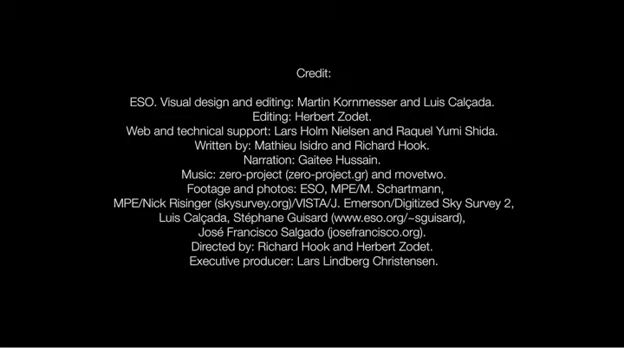 Credit:
ESO. Visual design and editing: Martin Kornmesser and Luis Calçada.
Editing: Herbert Zodet.
Web and technical support: Lars Holm Nielsen and Raquel Yumi Shida.
Written by: Mathieu Isidro and Richard Hook.
Narration: Gaitee Hussain.
Music: zero-project (zero-project.gr) and movetwo.
Footage and photos: ESO, MPE/M. Schartmann,
MPE/Nick Risinger (skysurvey.org)/VISTA/J. Emerson/Digitized Sky Survey 2,
Luis Calçada, Stéphane Guisard (www.eso.org/~sguisard),
José Francisco Salgado (josefrancisco.org).
Directed by: Richard Hook and Herbert Zodet.
Executive producer: Lars Lindberg Christensen.